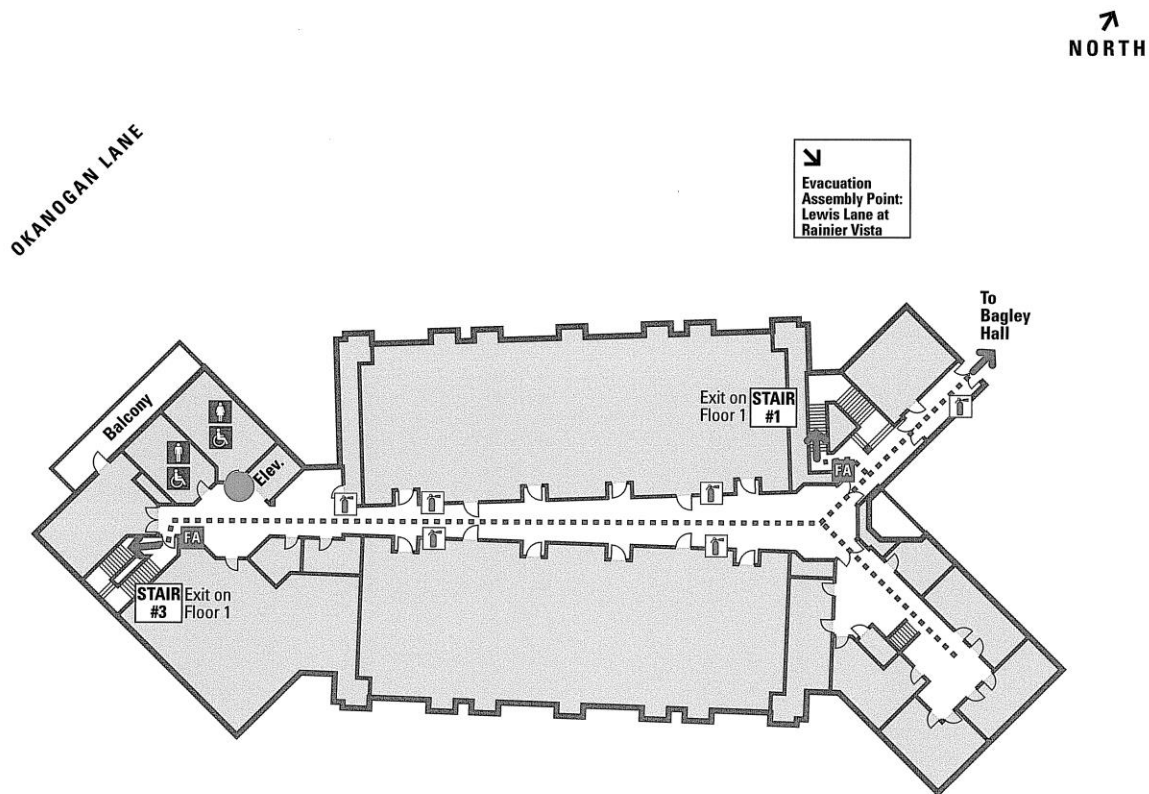 NORTH
OKANOGAN LANE
Evacuation
Assembly Point:
Lewis Lane at
Rainier Vista
To
Bagley
Hall
Exit on
Floor 1
STAIR
#1
FA
Balcony
Elev.
FA
STAIR
#3
Exit on
Floor 1